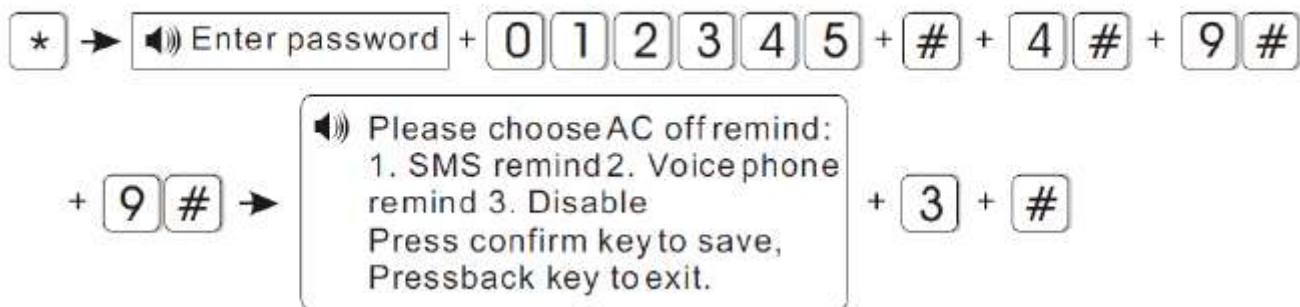 * → Enter password + 0 1 2 3 4 5 + # + 4 # + 9 #
+ 9 # → Please choose AC off remind:
1. SMS remind 2. Voice phone
remind 3. Disable
Press confirm key to save,
Pressback key to exit.
+ 3 + #